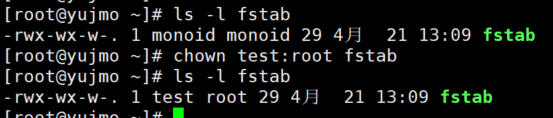 [root@yujmo ~]# ls -l fstab
-rwx-wx-w-. 1 monoid monoid 29 4月  21 13:09 fstab
[root@yujmo ~]# chown test:root fstab
[root@yujmo ~]# ls -l fstab
-rwx-wx-w-. 1 test root 29 4月  21 13:09 fstab
[root@yujmo ~]#